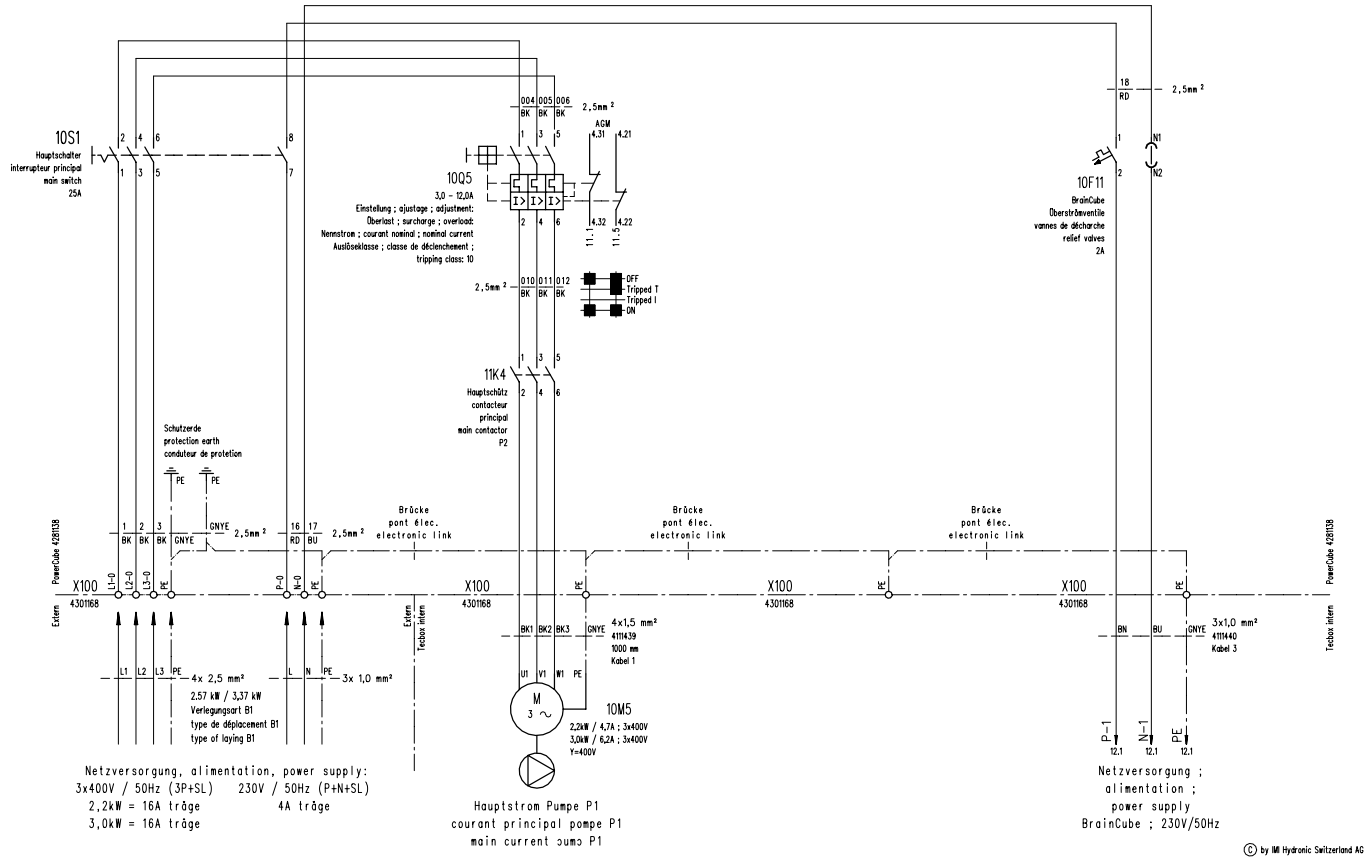 10S1
Hauptschalter
interrupteur principal
main switch
25A
2 4 6
1 3 5
8
7
004 005 006
BK BK BK
2,5mm²
AGM
1 3 5
4.31 4.21
10Q5
3,0 - 12,0A
Einstellung ; ajustage ; adjustment:
Überlast ; surcharge ; overload:
Nennstrom ; courant nominal ; nominal current
Auslöseklasse ; classe de déclenchement ;
tripping class: 10
I> I> I>
2 4 6
4.32 4.22
11.1 11.5
2,5mm²
010 011 012
BK BK BK
OFF
Tripped T
Tripped I
ON
11K4
Hauptschütz
contacteur
principal
main contactor
P2
1 3 5
2 4 6
18
RD
2,5mm²
1
2
N1
N2
10F11
BrainCube
Überströmventile
vannes de décharche
relief valves
2A
Schutzerde
protection earth
conduteur de protetion
PE PE
1 2 3
BK BK BK GNYE
GNYE
2,5mm²
16 17
RD BU
2,5mm²
Brücke
pont élec.
electronic link
Brücke
pont élec.
electronic link
Brücke
pont élec.
electronic link
PowerCube 4281138
Extern
X100
4301168
L1-0 L2-0 L3-0 PE
P-0 N-0 PE
Extern
Tecbox intern
X100
4301168
PE
X100
4301168
PE
X100
4301168
PE
PowerCube 4281138
Tecbox intern
L1 L2 L3 PE
4x 2,5 mm²
2.57 kW / 3,37 kW
Verlegungsart B1
type de déplacement B1
type of laying B1
L N PE
3x 1,0 mm²
BK1 BK2 BK3 GNYE
4x1,5 mm²
4111439
1000 mm
Kabel 1
U1 V1 W1 PE
M
3 ~
10M5
2,2kW / 4,7A ; 3x400V
3,0kW / 6,2A ; 3x400V
Y=400V
BN BU GNYE
3x1,0 mm²
4111440
Kabel 3
P-1 N-1 PE
12.1 12.1 12.1
Netzversorgung, alimentation, power supply:
3x400V / 50Hz (3P+SL) 230V / 50Hz (P+N+SL)
2,2kW = 16A träge 4A träge
3,0kW = 16A träge
Hauptstrom Pumpe P1
courant principal pompe P1
main current pump P1
Netzversorgung ;
alimentation ;
power supply
BrainCube ; 230V/50Hz
© by IMI Hydronic Switzerland AG